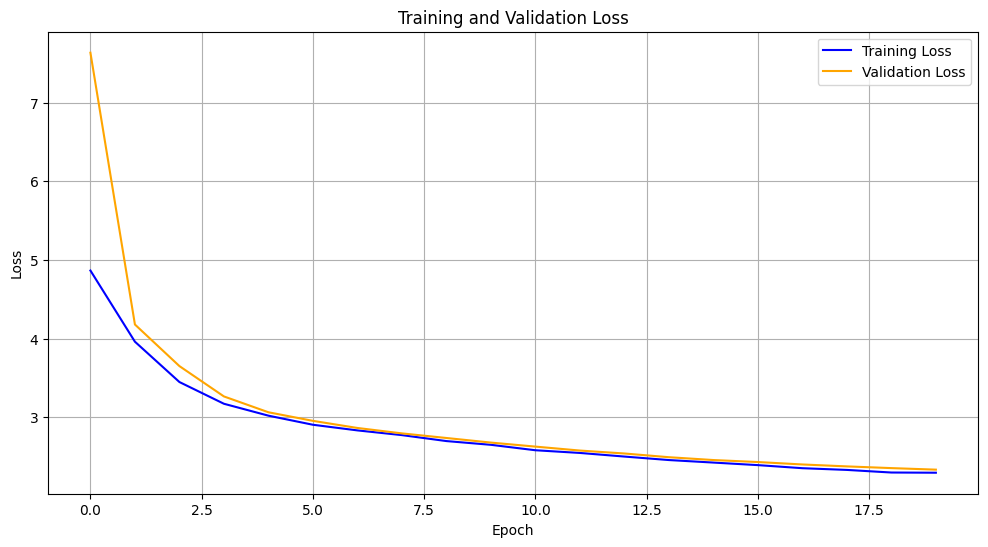 Training and Validation Loss
Training Loss
Validation Loss
Loss
7
6
5
4
3
0.0 2.5 5.0 7.5 10.0 12.5 15.0 17.5
Epoch